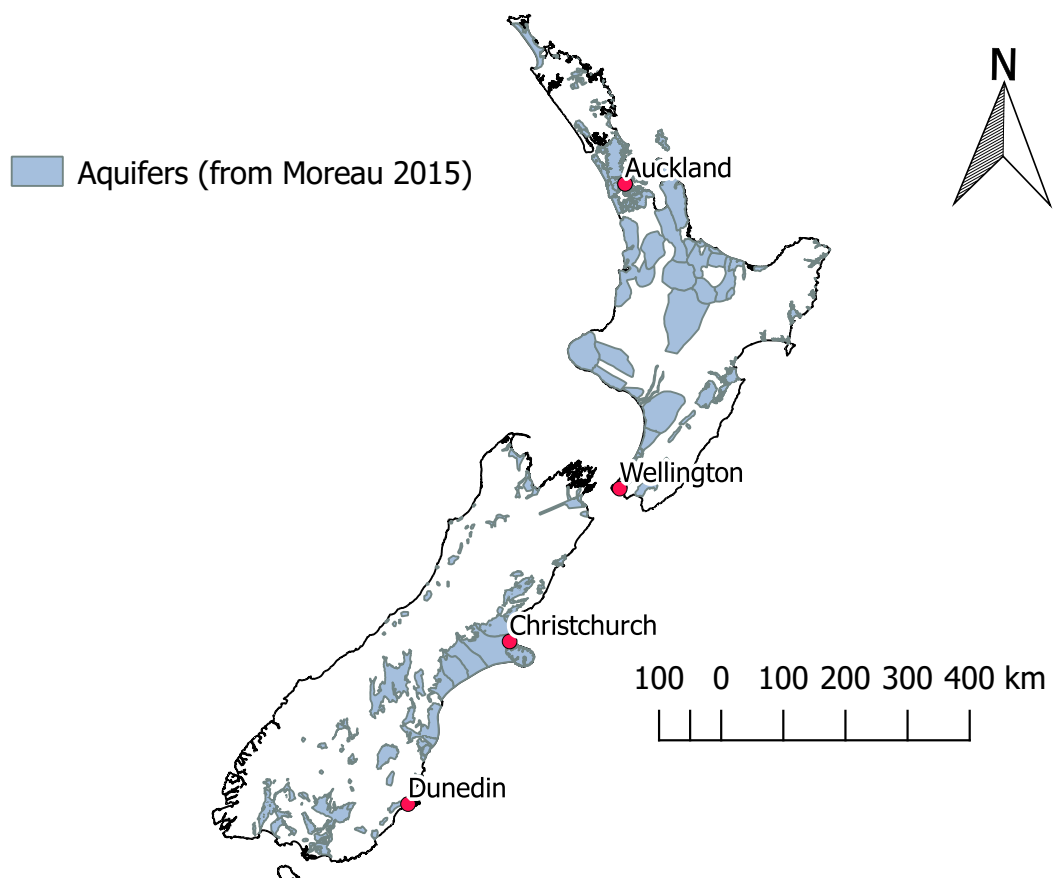 N
Aquifers (from Moreau 2015)
Auckland
Wellington
Christchurch
100 0 100 200 300 400 km
Dunedin